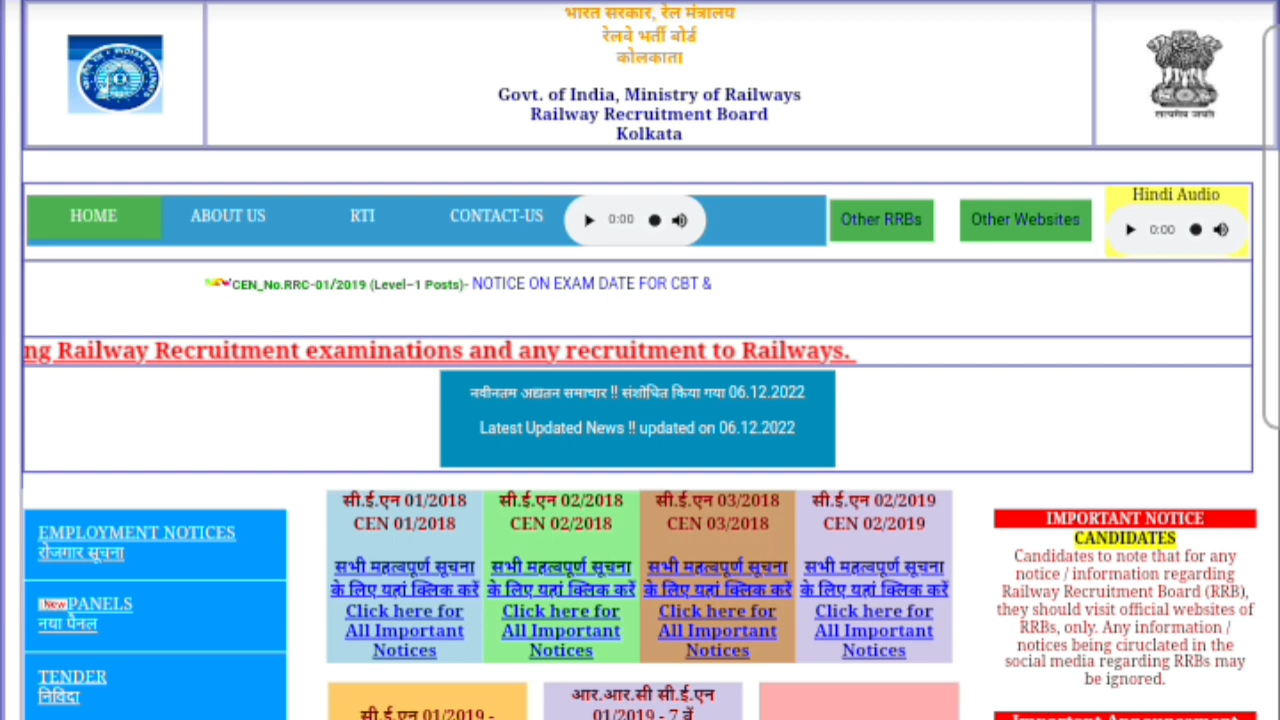 भारत सरकार, रेल मंत्रालय
रेलवे भर्ती बोर्ड
कोलकाता
Govt. of India, Ministry of Railways
Railway Recruitment Board
Kolkata
सत्यमेव जयते
Hindi Audio
HOME ABOUT US RTI CONTACT-US 0:00 Other RRBs Other Websites 0:00
CEN_No.RRC-01/2019 (Level–1 Posts)- NOTICE ON EXAM DATE FOR CBT &
ng Railway Recruitment examinations and any recruitment to Railways.
नवीनतम अद्यतन समाचार !! संशोधित किया गया 06.12.2022
Latest Updated News !! updated on 06.12.2022
EMPLOYMENT NOTICES
रोजगार सूचना
New PANELS
नया पैनल
TENDER
निविदा
सी.ई.एन 01/2018
CEN 01/2018
सभी महत्वपूर्ण सूचना
के लिए यहां क्लिक करें
Click here for
All Important
Notices
सी.ई.एन 02/2018
CEN 02/2018
सभी महत्वपूर्ण सूचना
के लिए यहां क्लिक करें
Click here for
All Important
Notices
सी.ई.एन 03/2018
CEN 03/2018
सभी महत्वपूर्ण सूचना
के लिए यहां क्लिक करें
Click here for
All Important
Notices
सी.ई.एन 02/2019
CEN 02/2019
सभी महत्वपूर्ण सूचना
के लिए यहां क्लिक करें
Click here for
All Important
Notices
सी.ई.एन 01/2019 -
आर.आर.सी सी.ई.एन
01/2019 - 7 वें
IMPORTANT NOTICE
CANDIDATES
Candidates to note that for any
notice / information regarding
Railway Recruitment Board (RRB),
they should visit official websites of
RRBs, only. Any information /
notices being ciruclated in the
social media regarding RRBs may
be ignored.
Important Announcement